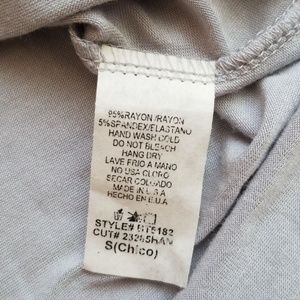 95%RAYON /RAYON
5%SPANDEX/ELASTANO
HAND WASH COLD
DO NOT BLEACH
HANG DRY
LAVE FRIO A MANO
NO USA CLORO
SECAR COLGADO
MADE IN U.S.A
HECHO EN E.U.A
STYLE# BT5182
CUT#
S(Chico)